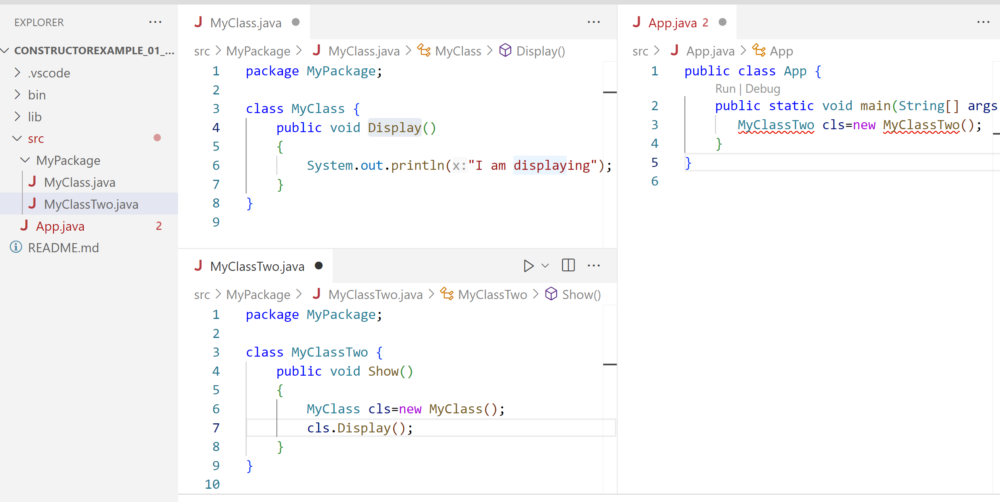 EXPLORER ...
CONSTRUCTOREXAMPLE_01_...
.vscode
bin
lib
src
MyPackage
MyClass.java
MyClassTwo.java
App.java 2
README.md
MyClass.java ...
src > MyPackage > MyClass.java > MyClass > Display()
1 package MyPackage;
2
3 class MyClass {
4 public void Display()
5 {
6 System.out.println(x:"I am displaying");
7 }
8 }
9
MyClassTwo.java ...
src > MyPackage > MyClassTwo.java > MyClassTwo > Show()
1 package MyPackage;
2
3 class MyClassTwo {
4 public void Show()
5 {
6 MyClass cls=new MyClass();
7 cls.Display();
8 }
9 }
10
App.java 2 ...
src > App.java > App
1 public class App {
Run | Debug
2 public static void main(String[] args
3 MyClassTwo cls=new MyClassTwo();
4 }
5 }
6